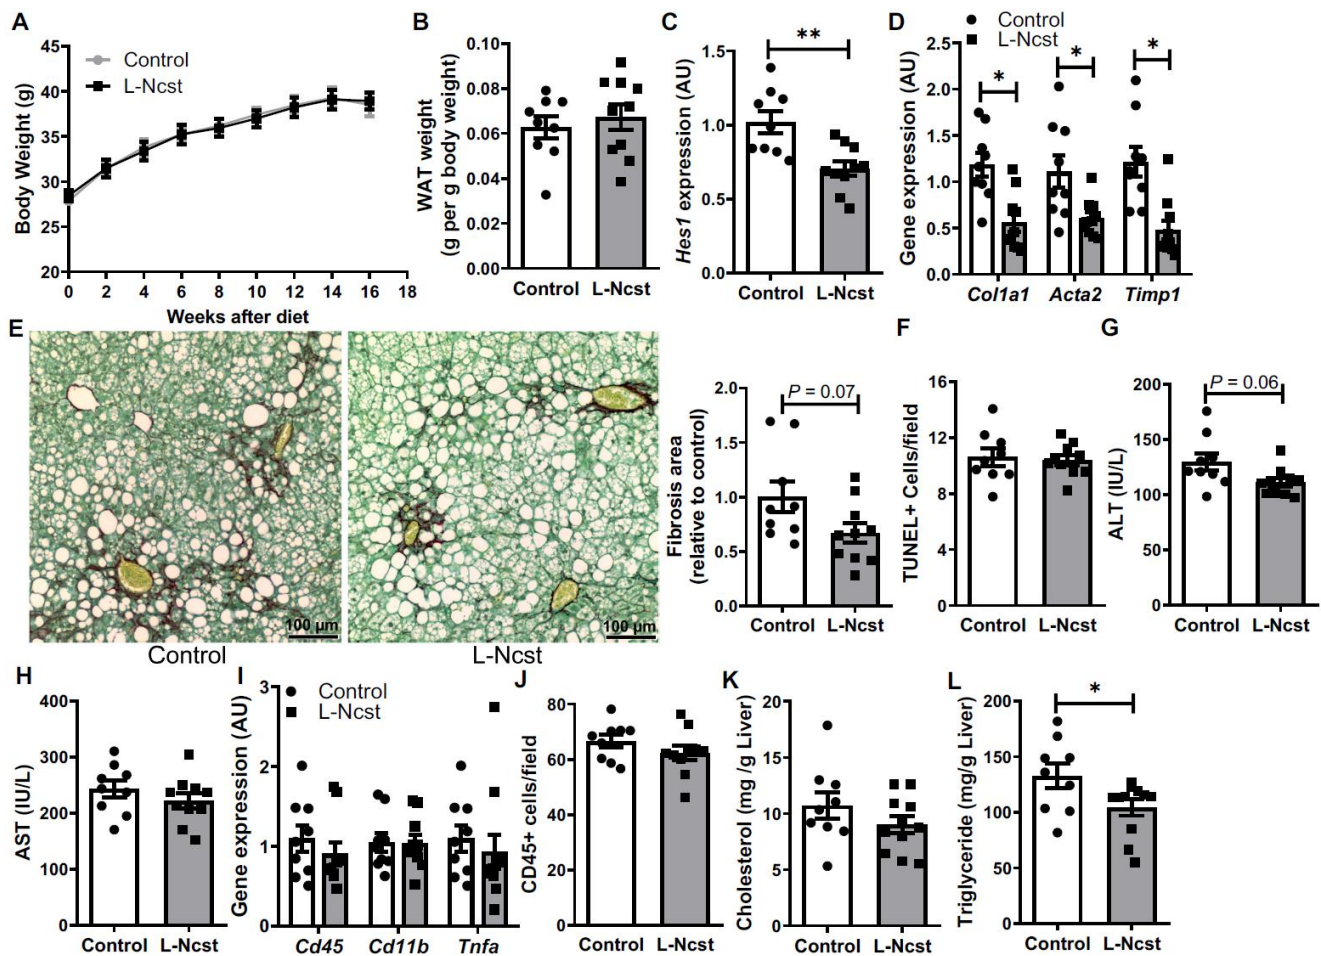 A
Body Weight (g)
45
40
35
30
25
20
Control
L-Ncst
0 2 4 6 8 10 12 14 16 18
Weeks after diet
B
WAT weight
(g per g body weight)
0.10
0.08
0.06
0.04
0.02
0.00
Control L-Ncst
C
Hes1 expression (AU)
1.5
1.0
0.5
0.0
**
Control L-Ncst
D
Control
L-Ncst
Gene expression (AU)
2.5
2.0
1.5
1.0
0.5
0.0
* * *
Col1a1 Acta2 Timp1
E
100 µm
100 µm
Control
L-Ncst
Fibrosis area
(relative to control)
2.0
1.5
1.0
0.5
0.0
P = 0.07
Control L-Ncst
F
TUNEL+ Cells/field
16
12
8
4
0
Control L-Ncst
G
ALT (IU/L)
200
150
100
50
0
P = 0.06
Control L-Ncst
H
AST (IU/L)
400
300
200
100
0
Control L-Ncst
I
Control
L-Ncst
Gene expression (AU)
3
2
1
0
Cd45 Cd11b Tnfa
J
CD45+ cells/field
80
60
40
20
0
Control L-Ncst
K
Cholesterol (mg /g Liver)
20
15
10
5
0
Control L-Ncst
L
Triglyceride (mg/g Liver)
200
150
100
50
0
*
Control L-Ncst